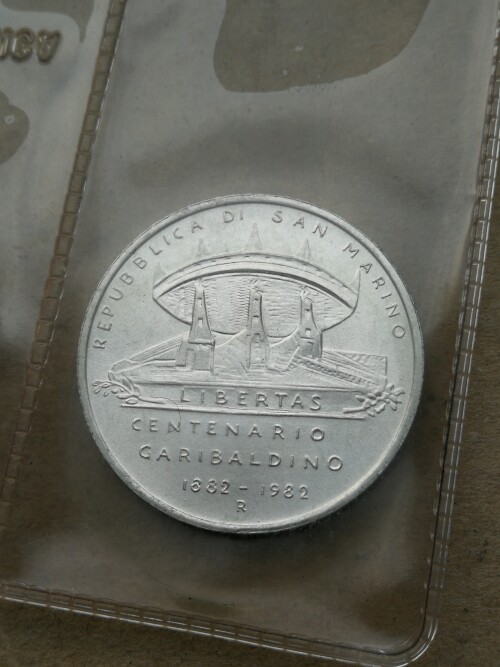 REPUBBLICA DI SAN MARINO
LIBERTAS
CENTENARIO
GARIBALDINO
1882 - 1982
R